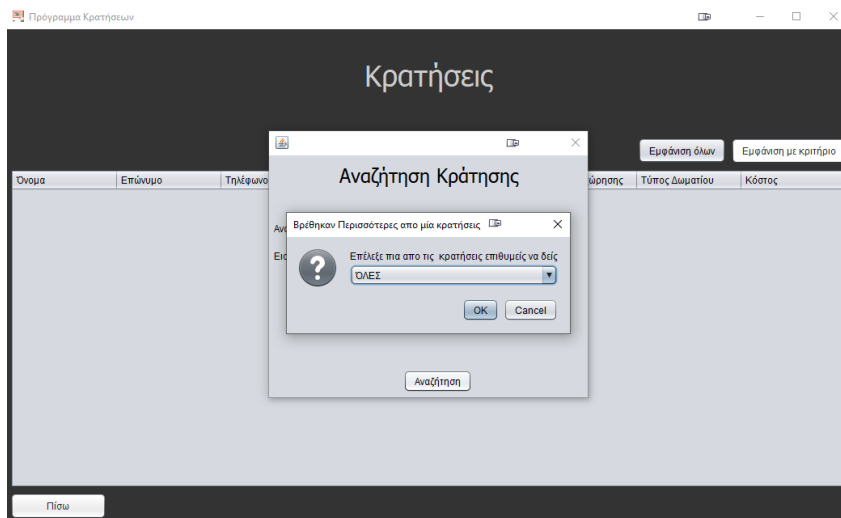 Πρόγραμμα Κρατήσεων
Κρατήσεις
Εμφάνιση όλων
Εμφάνιση με κριτήριο
Όνομα Επώνυμο Τηλέφωνο ώρησης Τύπος Δωματίου Κόστος
Αναζήτηση Κράτησης
Βρέθηκαν Περισσότερες απο μία κρατήσεις
Επέλεξε πια απο τις κρατήσεις επιθυμείς να δείς
ΌΛΕΣ
OK Cancel
Αναζήτηση
Πίσω